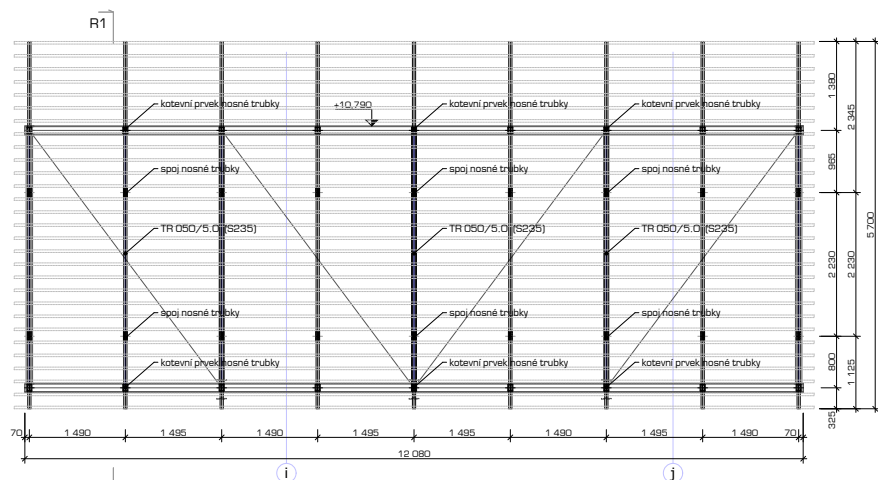 R1
kotevní prvek nosné trubky
+10,790
kotevní prvek nosné trubky
kotevní prvek nosné trubky
spoj nosné trubky
spoj nosné trubky
spoj nosné trubky
TR 050/5.0 (S235)
TR 050/5.0 (S235)
TR 050/5.0 (S235)
spoj nosné trubky
spoj nosné trubky
spoj nosné trubky
kotevní prvek nosné trubky
kotevní prvek nosné trubky
kotevní prvek nosné trubky
1 380
965
2 230
800
325
2 345
2 230
1 125
5 700
70
1 490
1 495
1 490
1 495
1 495
1 490
1 495
1 490
70
12 080
i
j